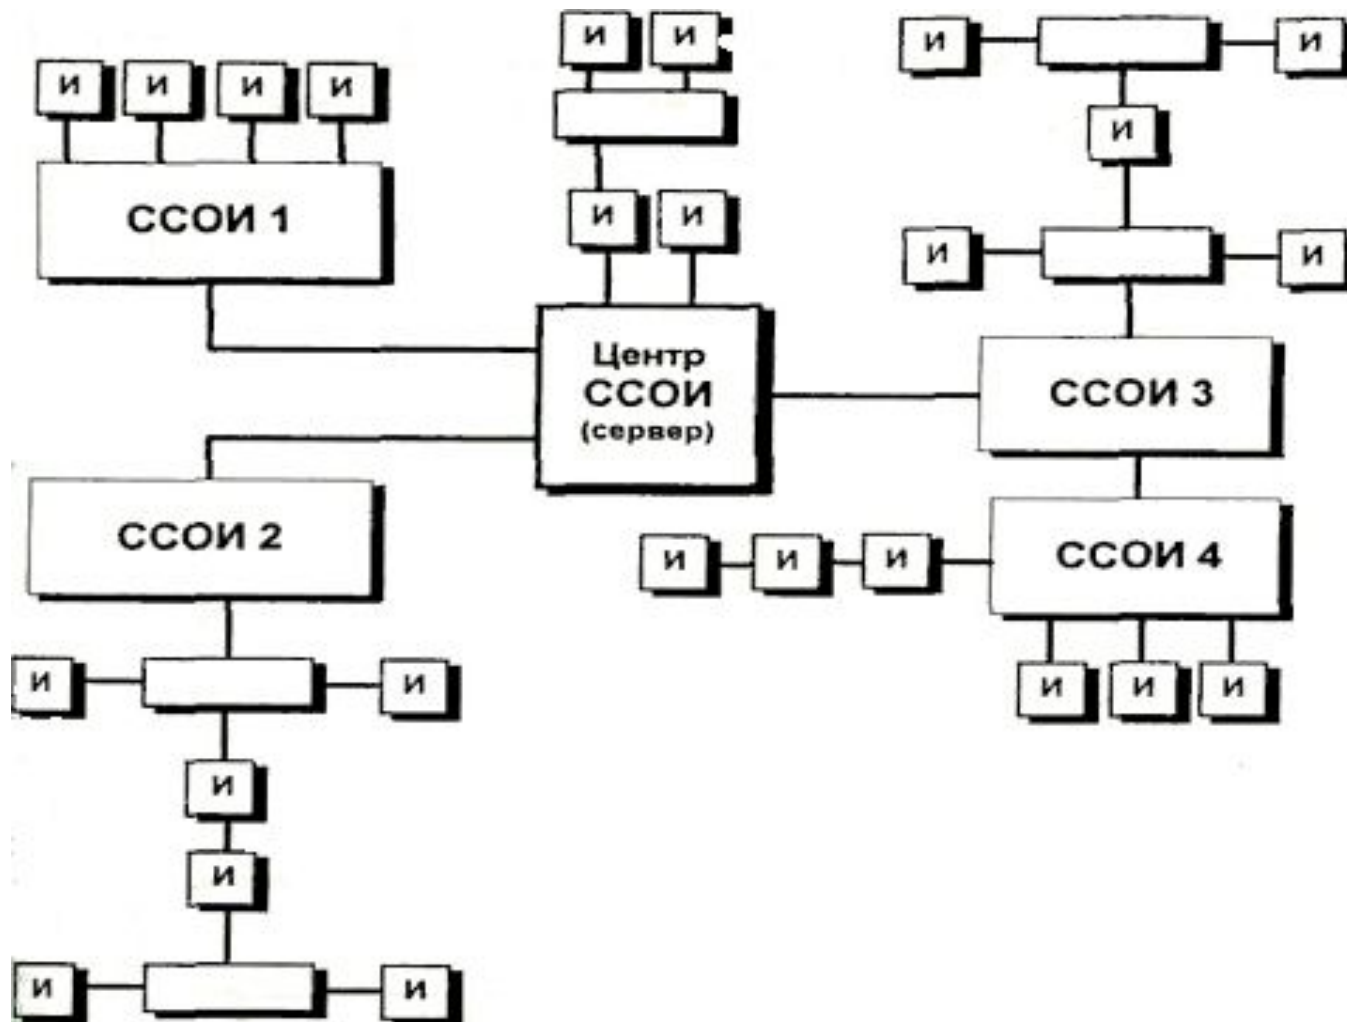 И И
И И
И И И И
И
ССОИ 1
И И
И И
Центр
ССОИ
(сервер)
ССОИ 3
ССОИ 2
И И И
ССОИ 4
И И
И И И
И
И
И И